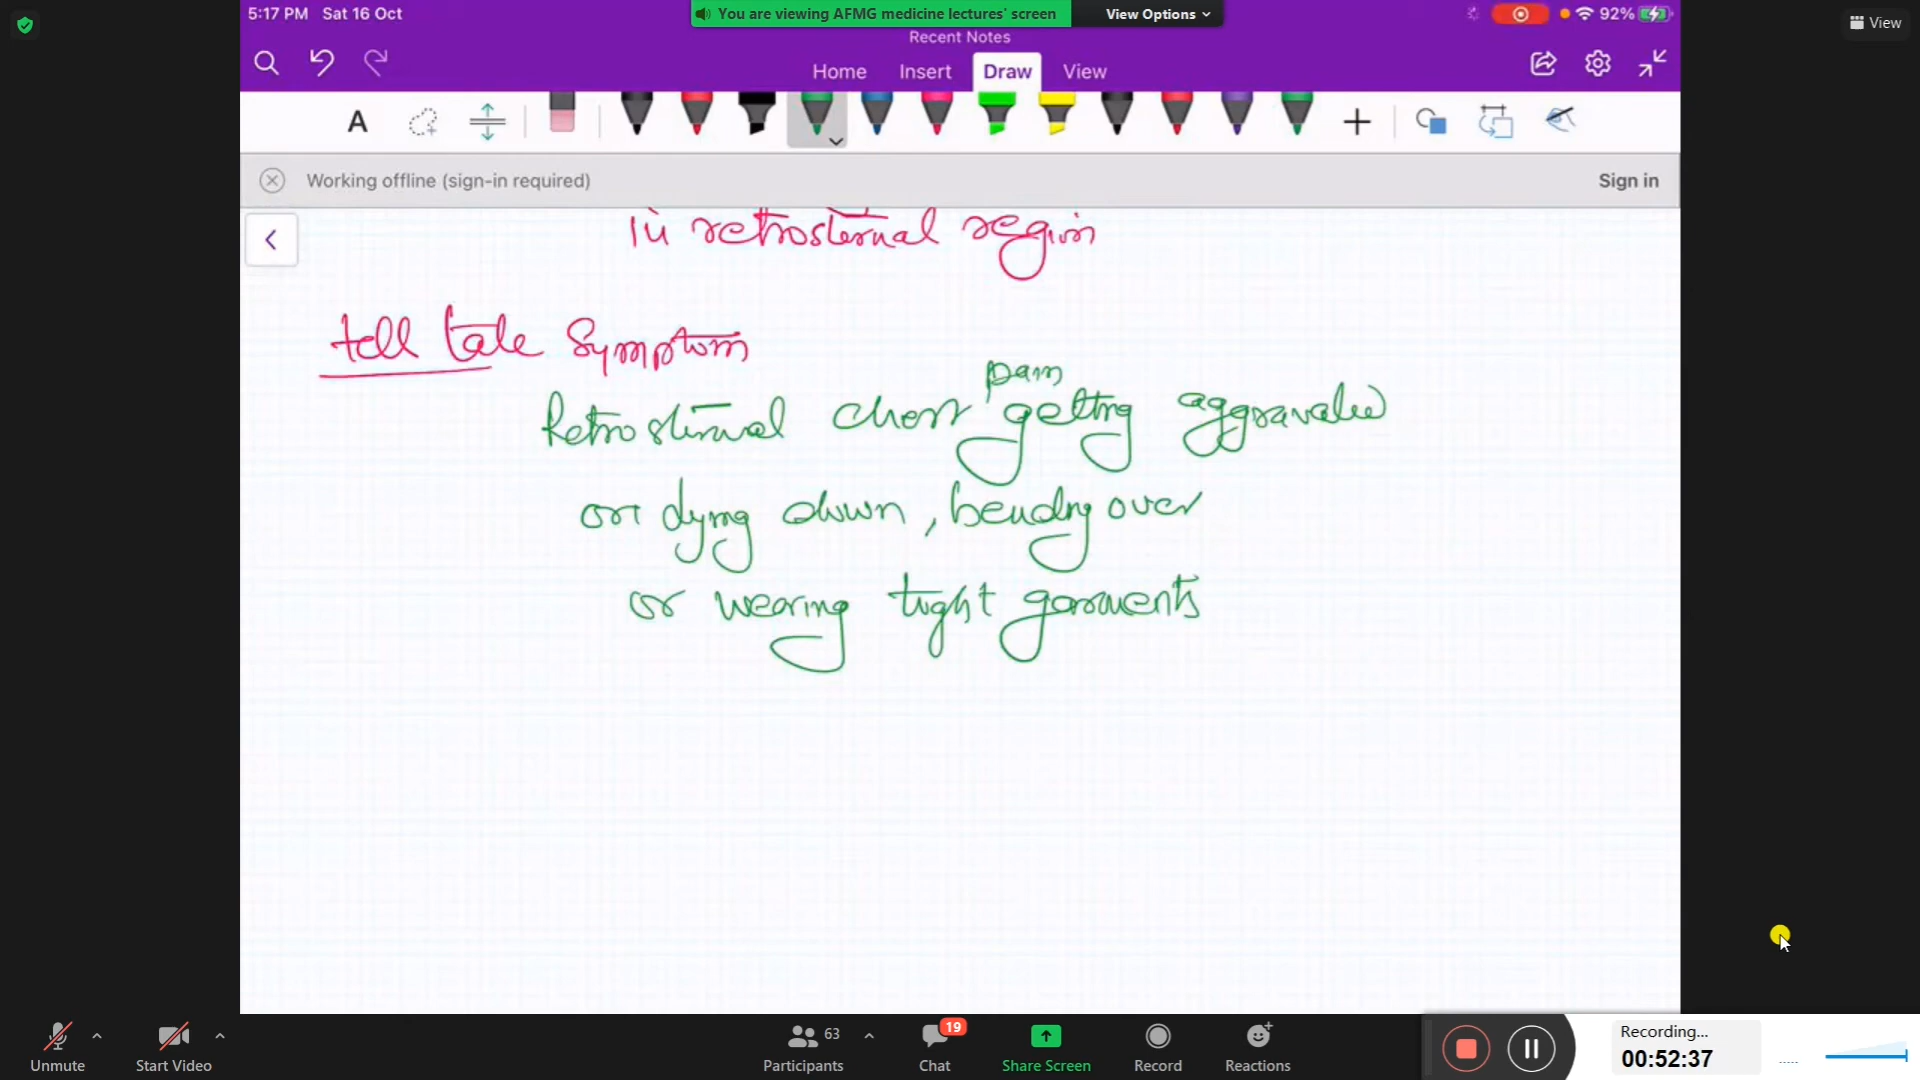 5:17 PM Sat 16 Oct
You are viewing AFMG medicine lectures' screen View Options
92%
View
Recent Notes
Home Insert Draw View
A
Working offline (sign-in required)
Sign in
in retrosternal region
tell tale Symptom
pain
Retrosternal chest getting aggravated
on lying down, bending over
or wearing tight garments
Unmute
Start Video
Participants 63
Chat 19
Share Screen
Record
Reactions
Recording...
00:52:37